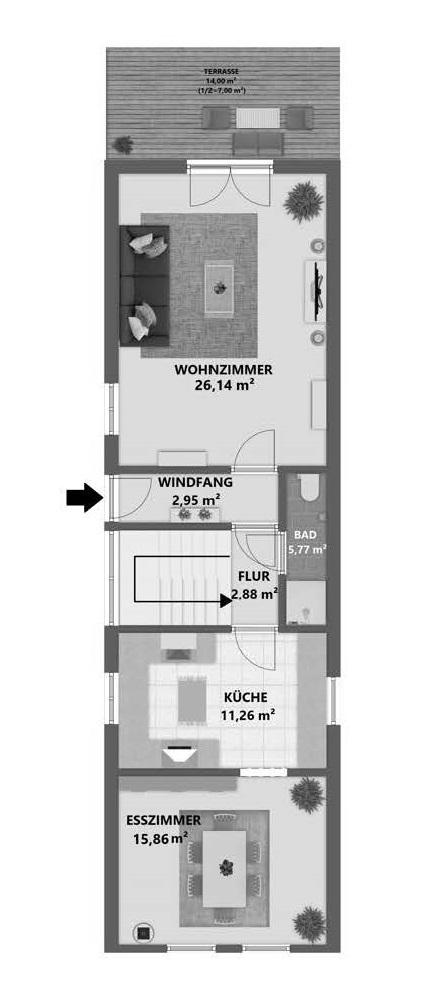 TERRASSE
14,00 m²
(1/2=7,00 m²)
WOHNZIMMER
26,14 m²
WINDFANG
2,95 m²
BAD
5,77 m²
FLUR
2,88 m²
KÜCHE
11,26 m²
ESSZIMMER
15,86 m²